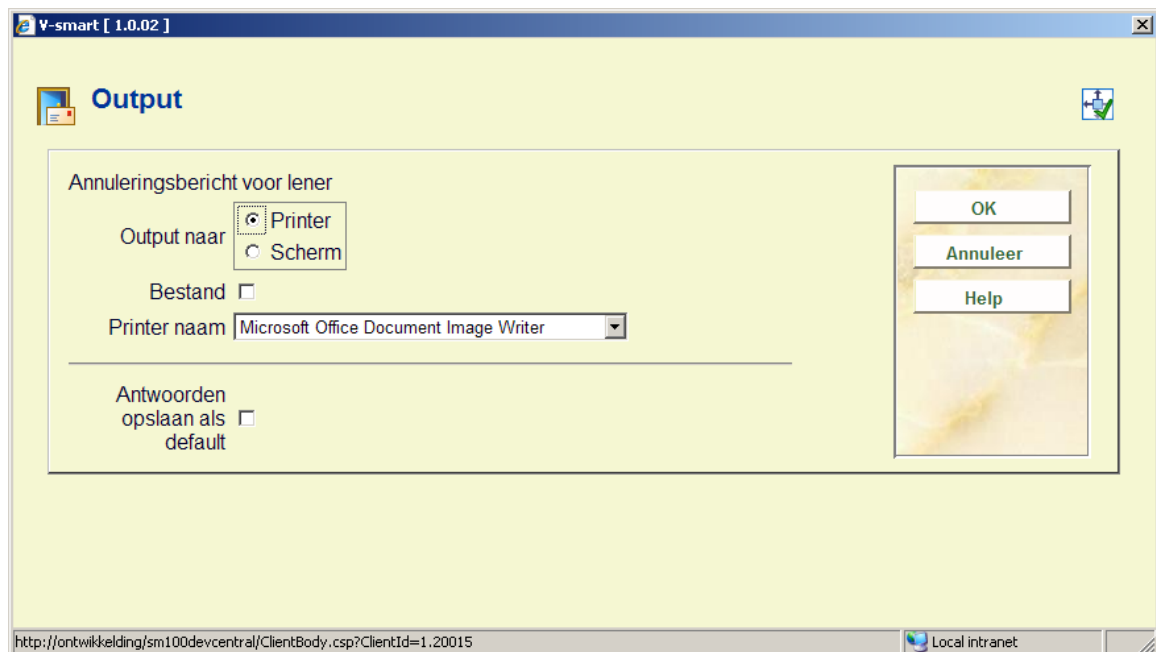 V-smart [ 1.0.02 ]
Output
Annuleringsbericht voor lener
Output naar
Printer
Scherm
Bestand
Printer naam Microsoft Office Document Image Writer
Antwoorden
opslaan als
default
OK
Annuleer
Help
http://ontwikkelding/sm100devcentral/ClientBody.csp?ClientId=1.20015
Local intranet